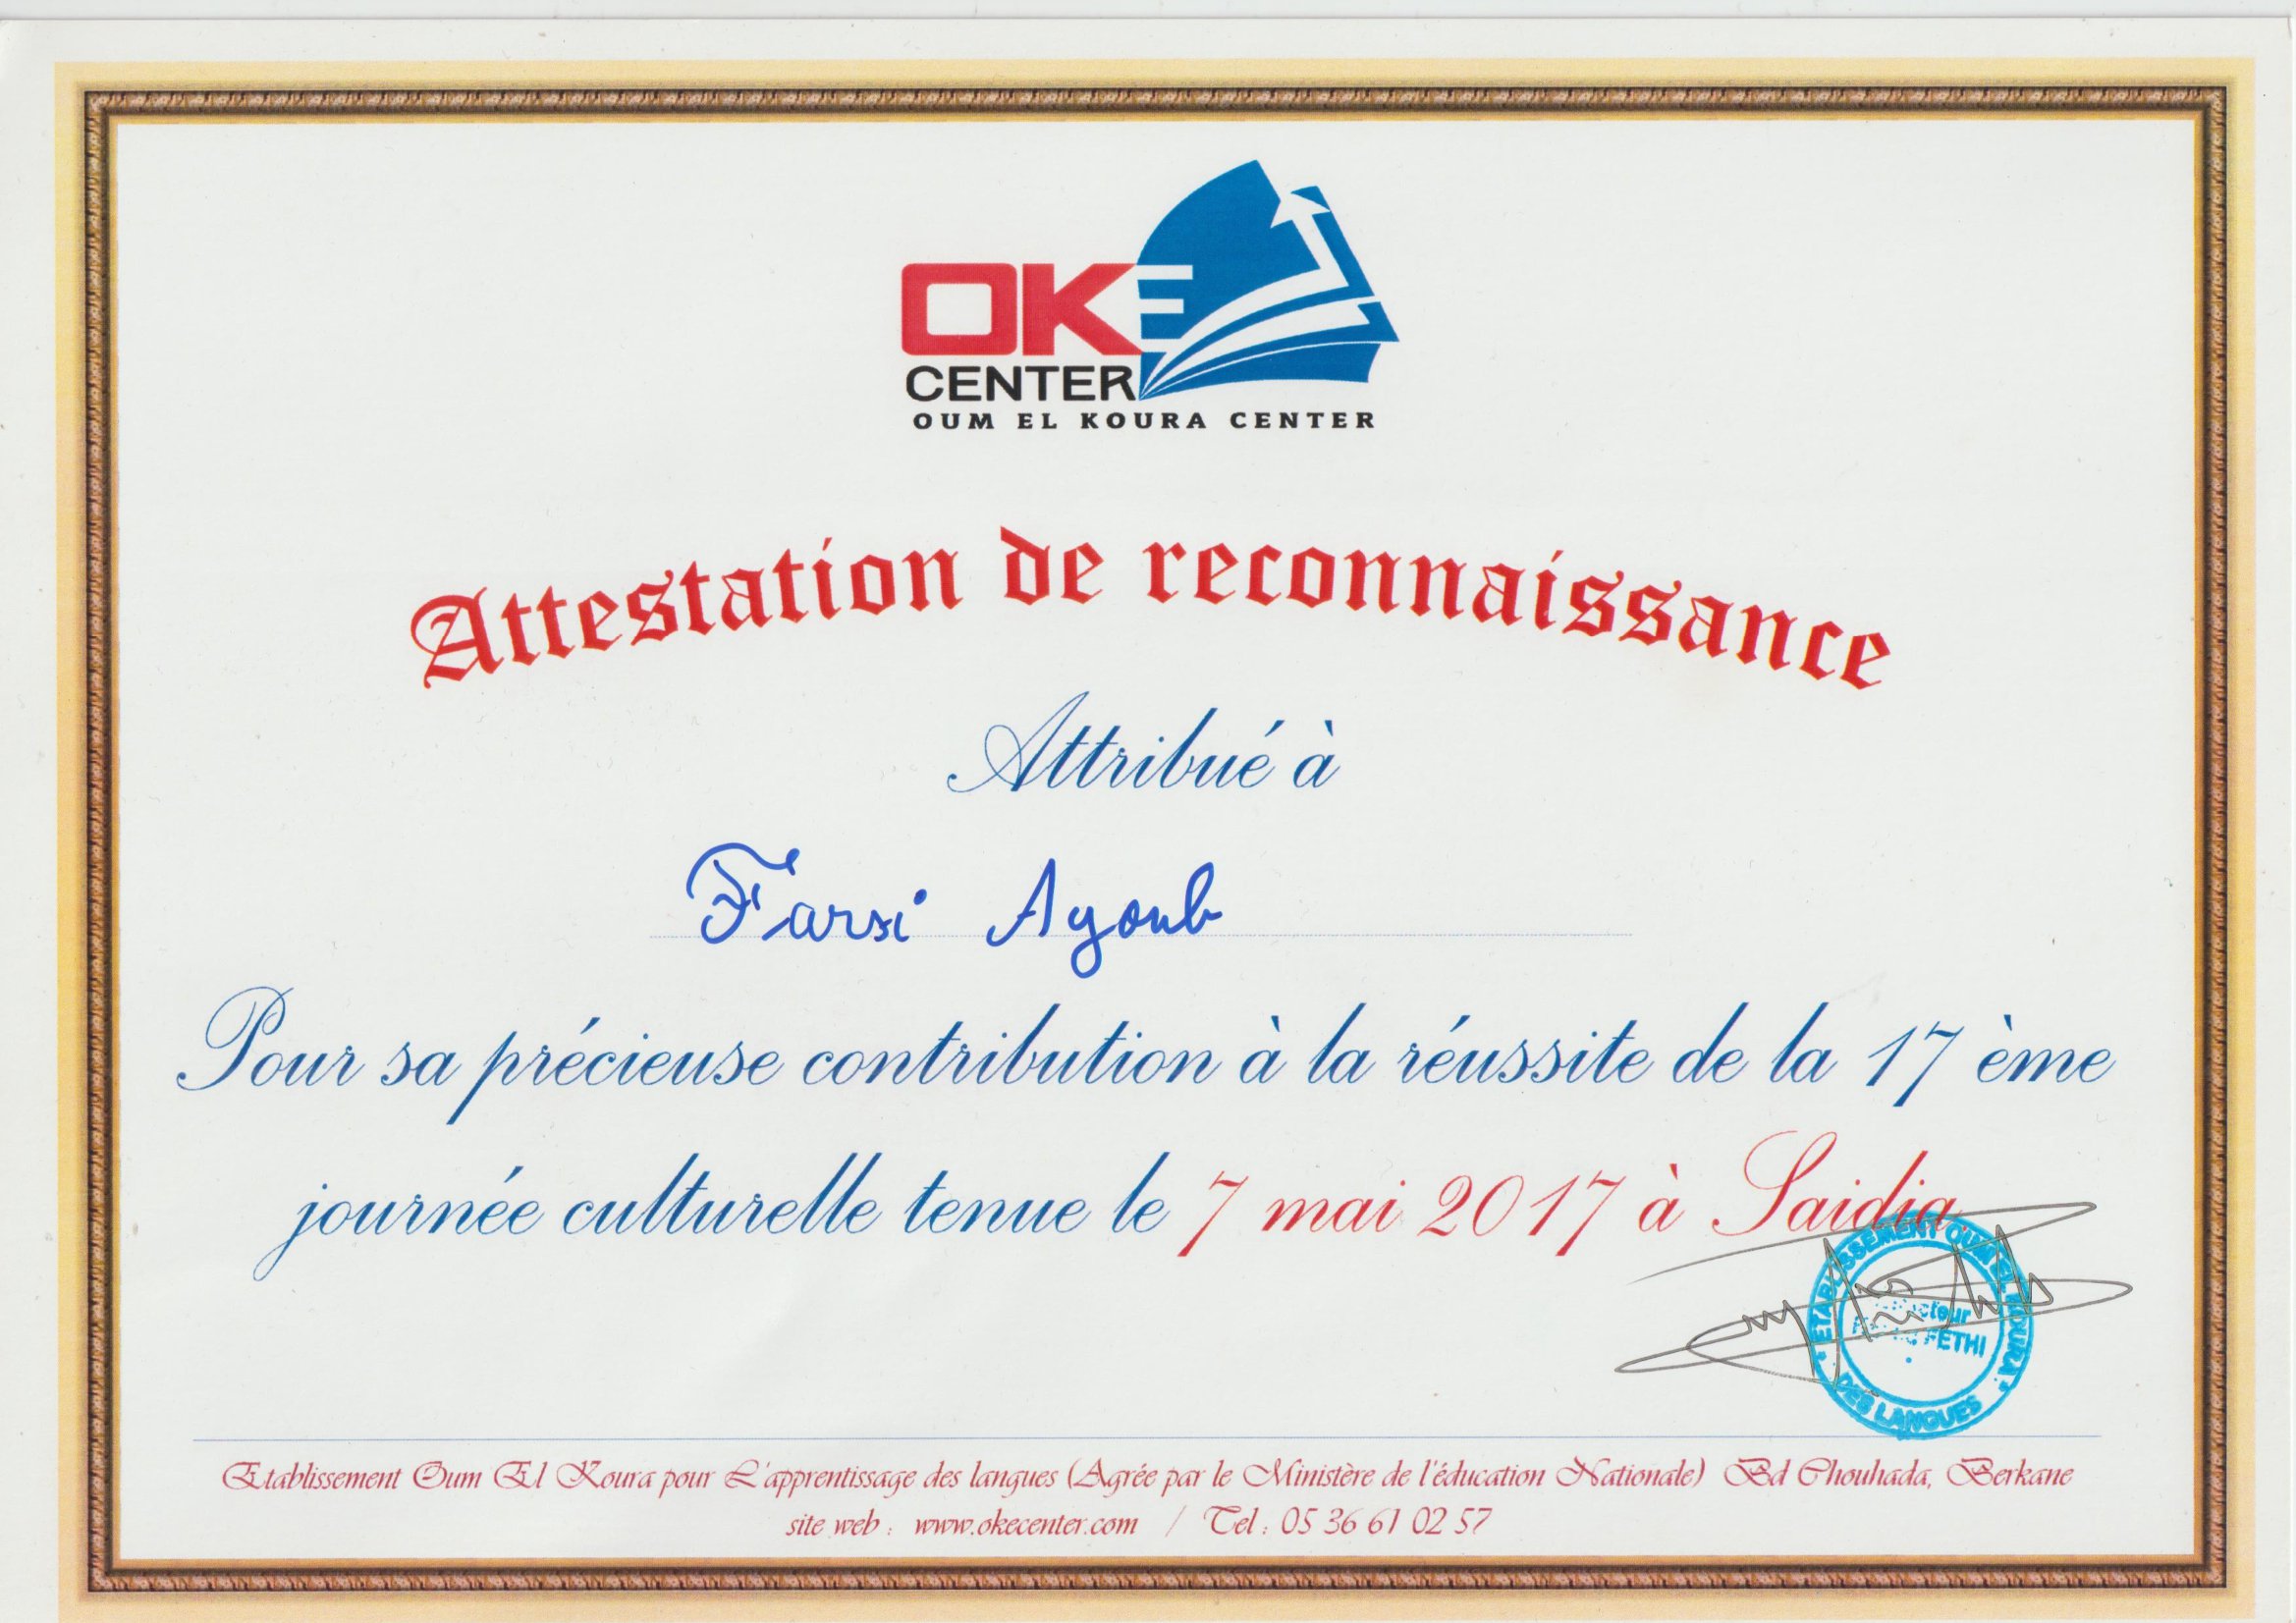 OKE
CENTER
OUM EL KOURA CENTER
Attestation de reconnaissance
Attribué à
Farsi Ayoub
Pour sa précieuse contribution à la réussite de la 17 ème
journée culturelle tenue le 7 mai 2017 à Saidia
ETABLISSEMENT OUM EL KOURA
FETHI
DES LANGUES
Etablissement Oum El Koura pour L'apprentissage des langues (Agrée par le Ministère de l'éducation Nationale) Bd Chouhada, Berkane
site web : www.okecenter.com / Tel : 05 36 61 02 57